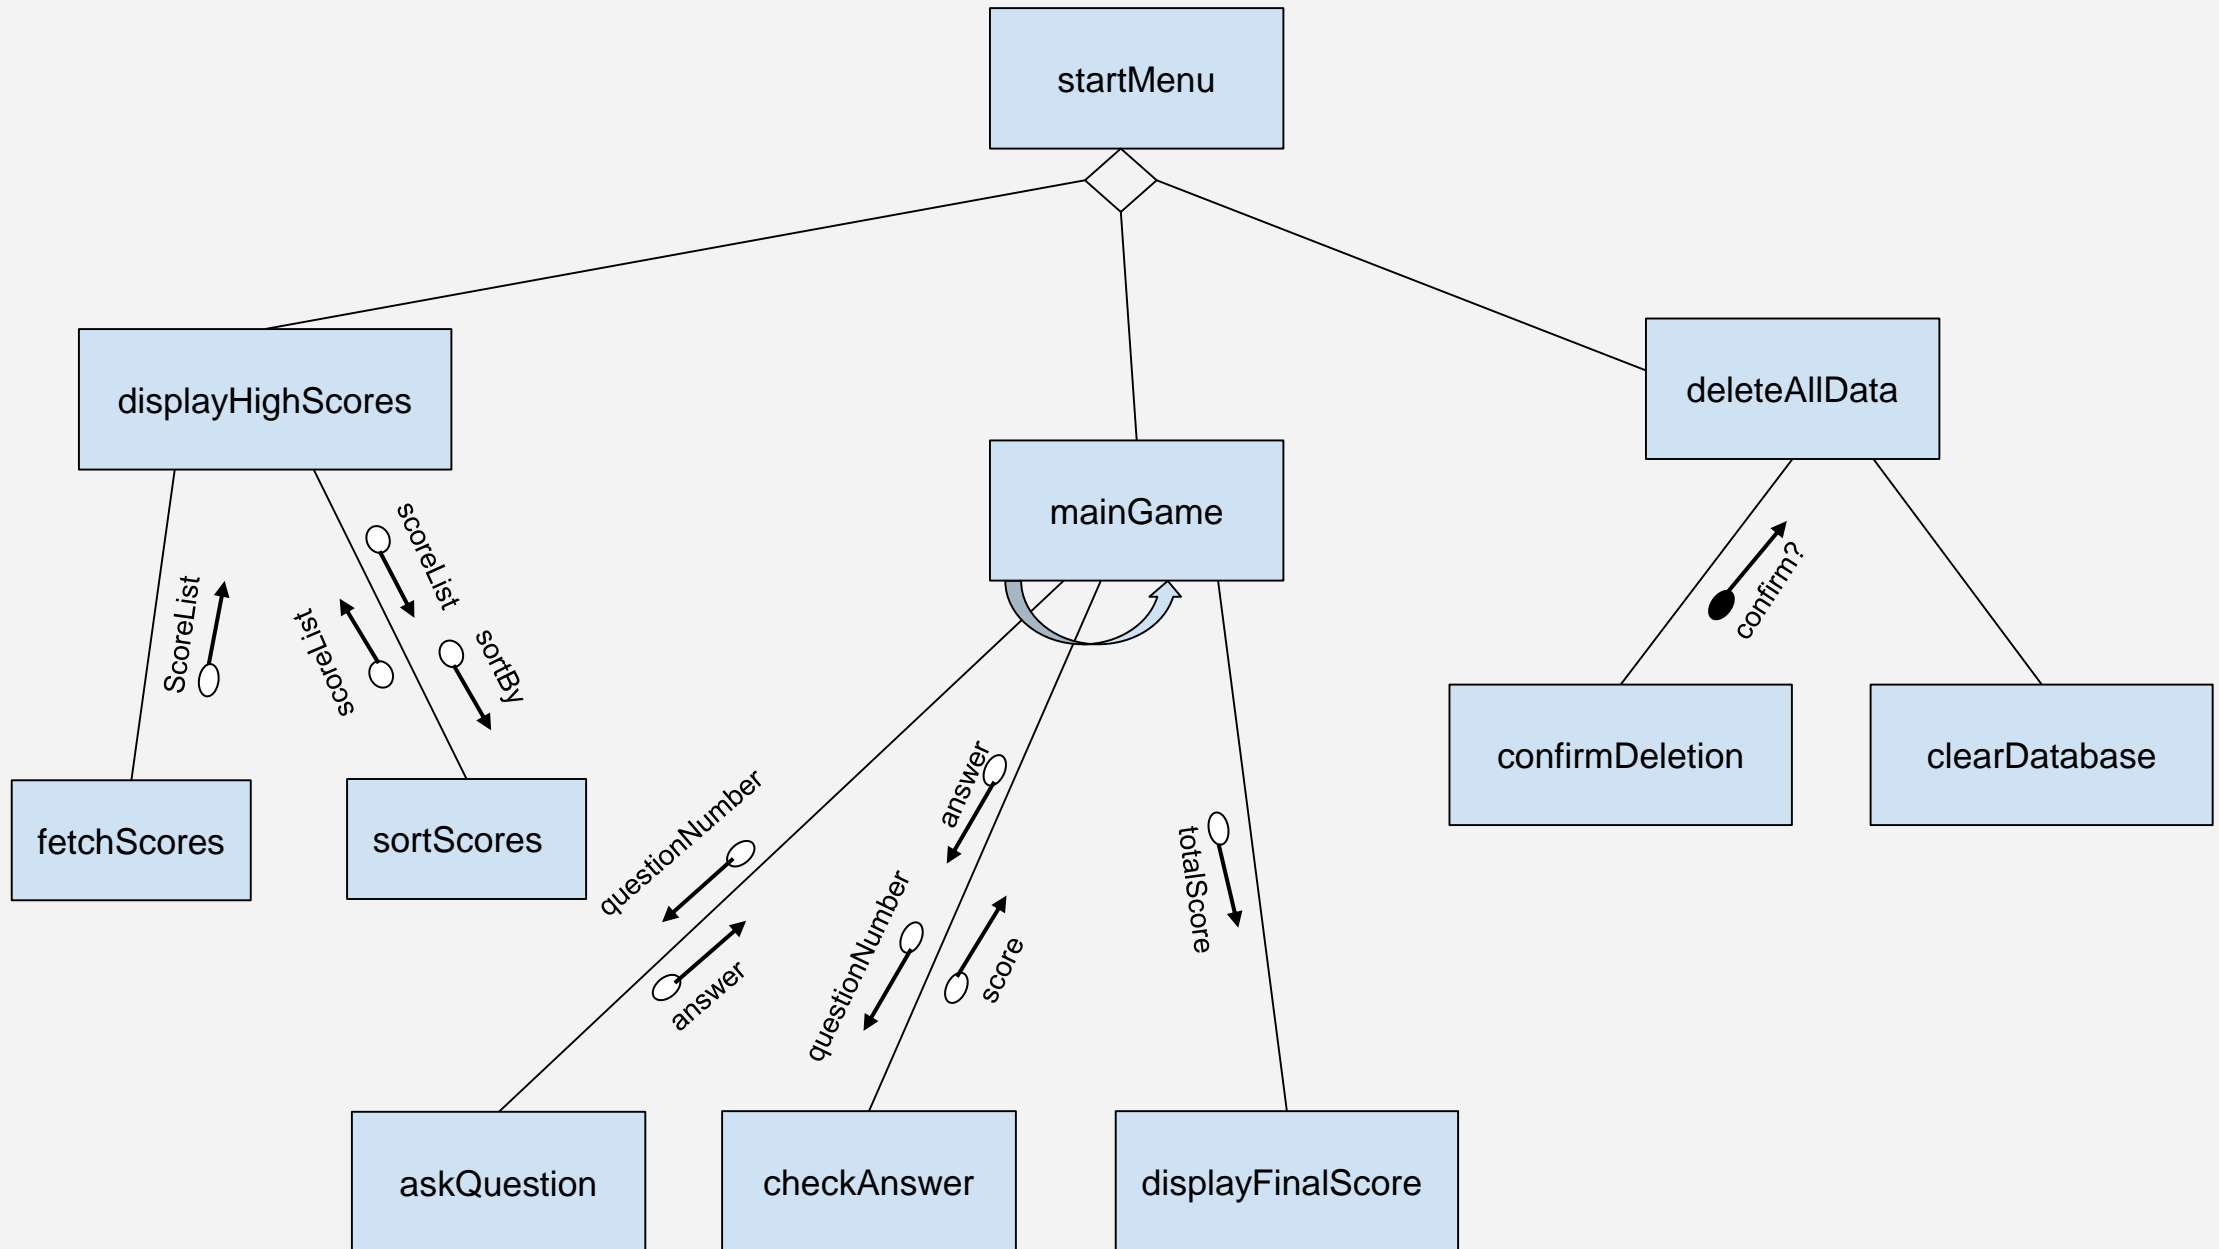 startMenu
displayHighScores
deleteAllData
mainGame
scoreList
ScoreList
scoreList
sortBy
confirm?
fetchScores
sortScores
confirmDeletion
clearDatabase
questionNumber
answer
answer
questionNumber
score
totalScore
askQuestion
checkAnswer
displayFinalScore